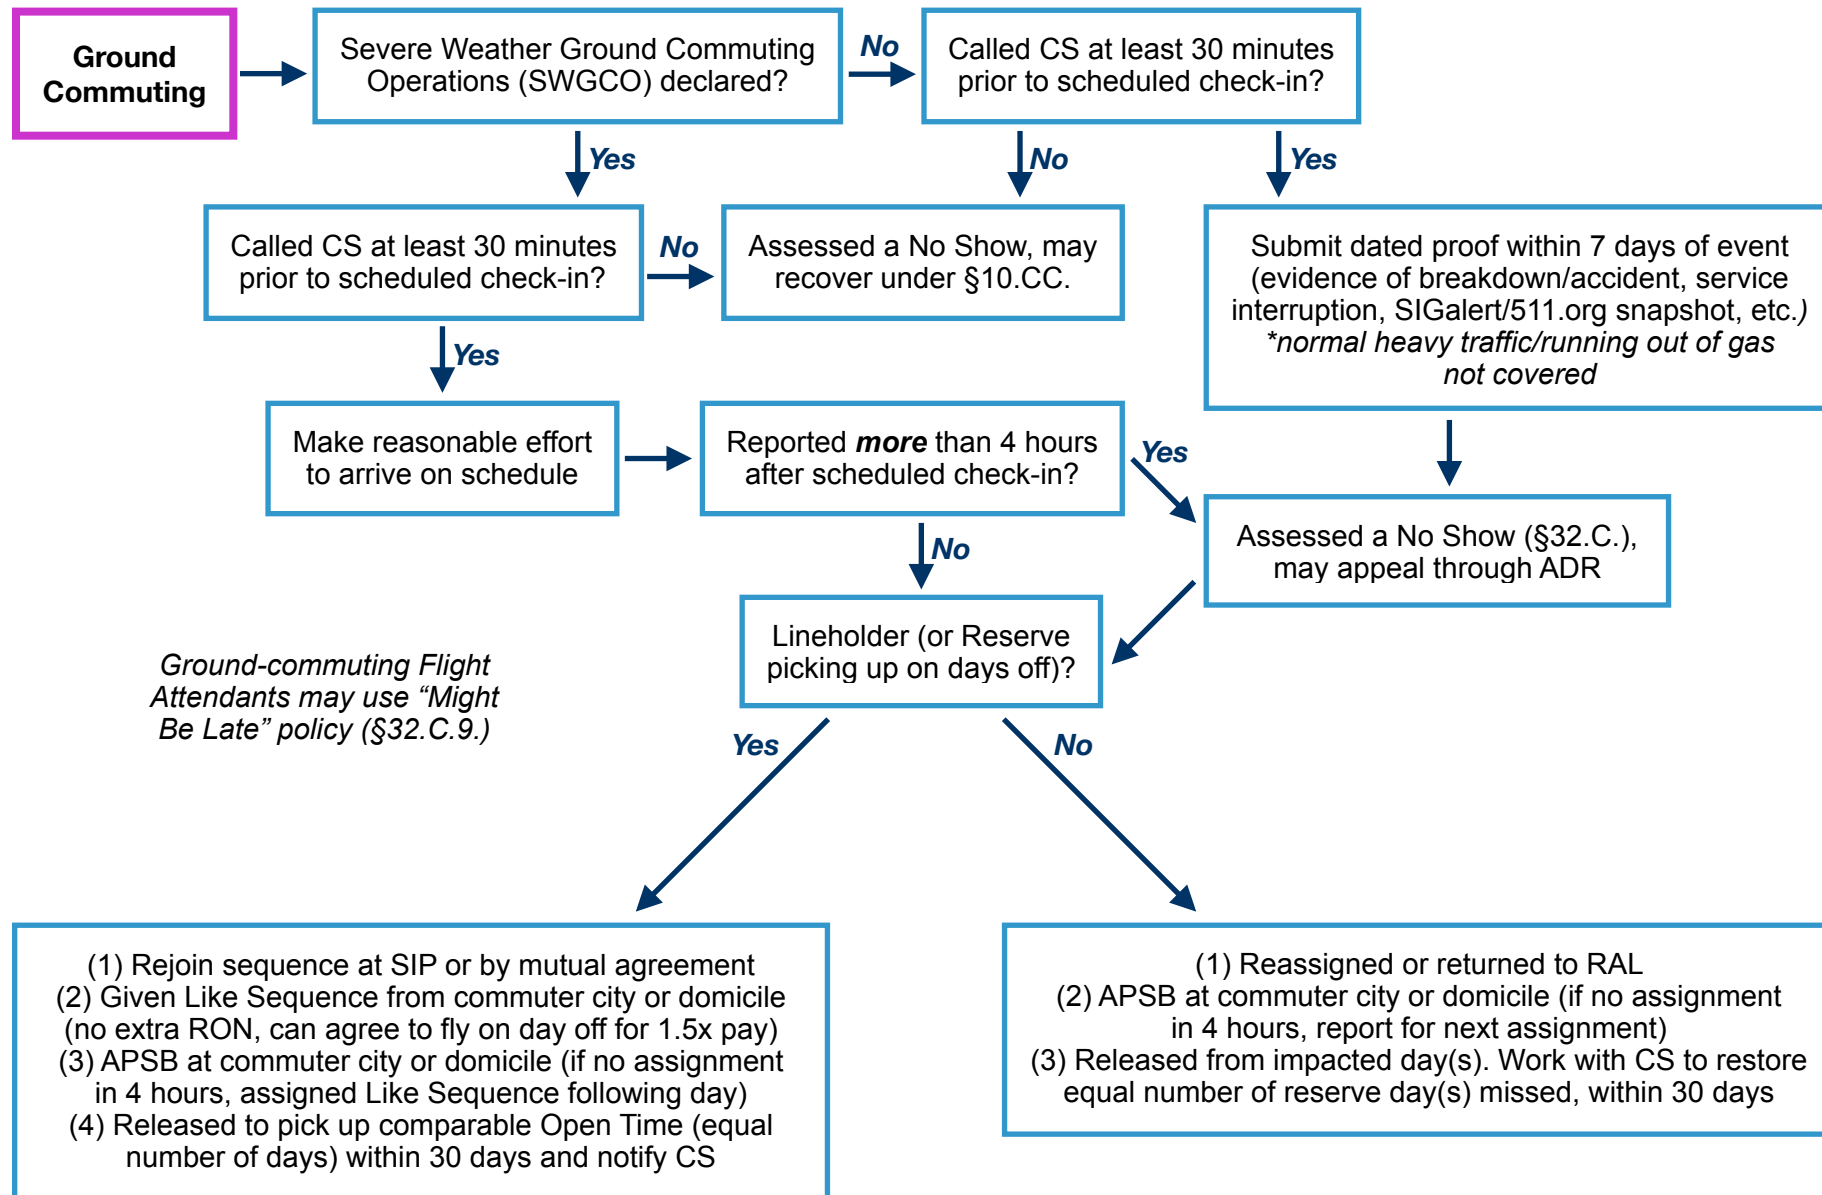 Ground
Commuting
Severe Weather Ground Commuting
Operations (SWGCO) declared?
No
Called CS at least 30 minutes
prior to scheduled check-in?
Yes
No
Yes
Called CS at least 30 minutes
prior to scheduled check-in?
No
Assessed a No Show, may
recover under §10.CC.
Submit dated proof within 7 days of event
(evidence of breakdown/accident, service
interruption, SIGalert/511.org snapshot, etc.)
*normal heavy traffic/running out of gas
not covered
Yes
Make reasonable effort
to arrive on schedule
Reported more than 4 hours
after scheduled check-in?
Yes
No
Assessed a No Show (§32.C.),
may appeal through ADR
Lineholder (or Reserve
picking up on days off)?
Ground-commuting Flight
Attendants may use “Might
Be Late” policy (§32.C.9.)
Yes
No
(1) Rejoin sequence at SIP or by mutual agreement
(2) Given Like Sequence from commuter city or domicile
(no extra RON, can agree to fly on day off for 1.5x pay)
(3) APSB at commuter city or domicile (if no assignment
in 4 hours, assigned Like Sequence following day)
(4) Released to pick up comparable Open Time (equal
number of days) within 30 days and notify CS
(1) Reassigned or returned to RAL
(2) APSB at commuter city or domicile (if no assignment
in 4 hours, report for next assignment)
(3) Released from impacted day(s). Work with CS to restore
equal number of reserve day(s) missed, within 30 days